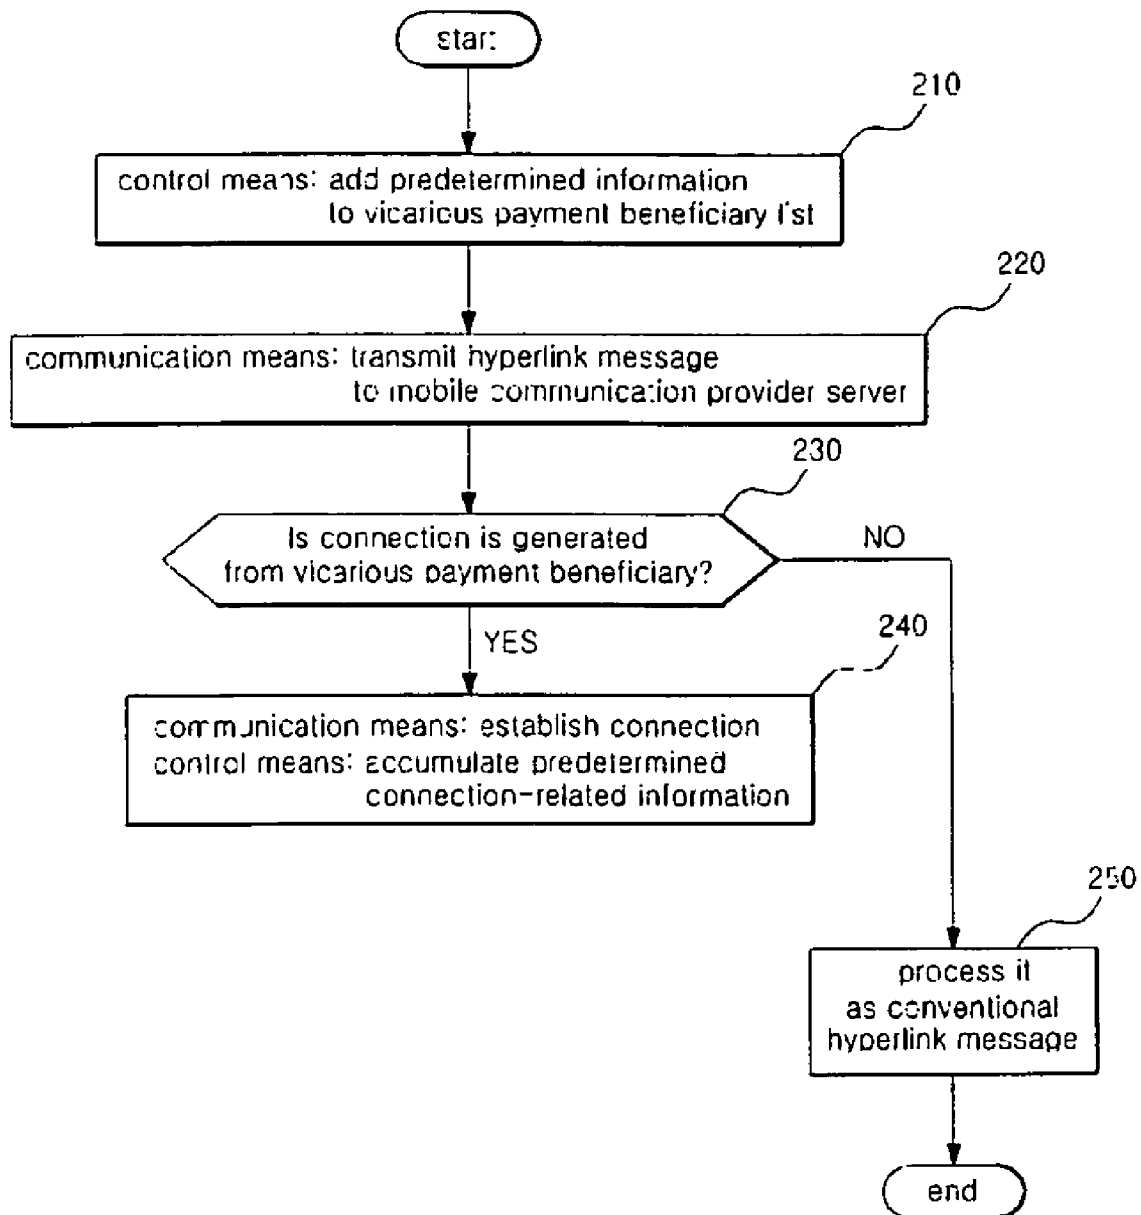 start
210
control means: add predetermined information
to vicarious payment beneficiary list
220
communication means: transmit hyperlink message
to mobile communication provider server
230
Is connection is generated
from vicarious payment beneficiary?
NO
YES
240
communication means: establish connection
control means: accumulate predetermined
connection-related information
250
process it
as conventional
hyperlink message
end